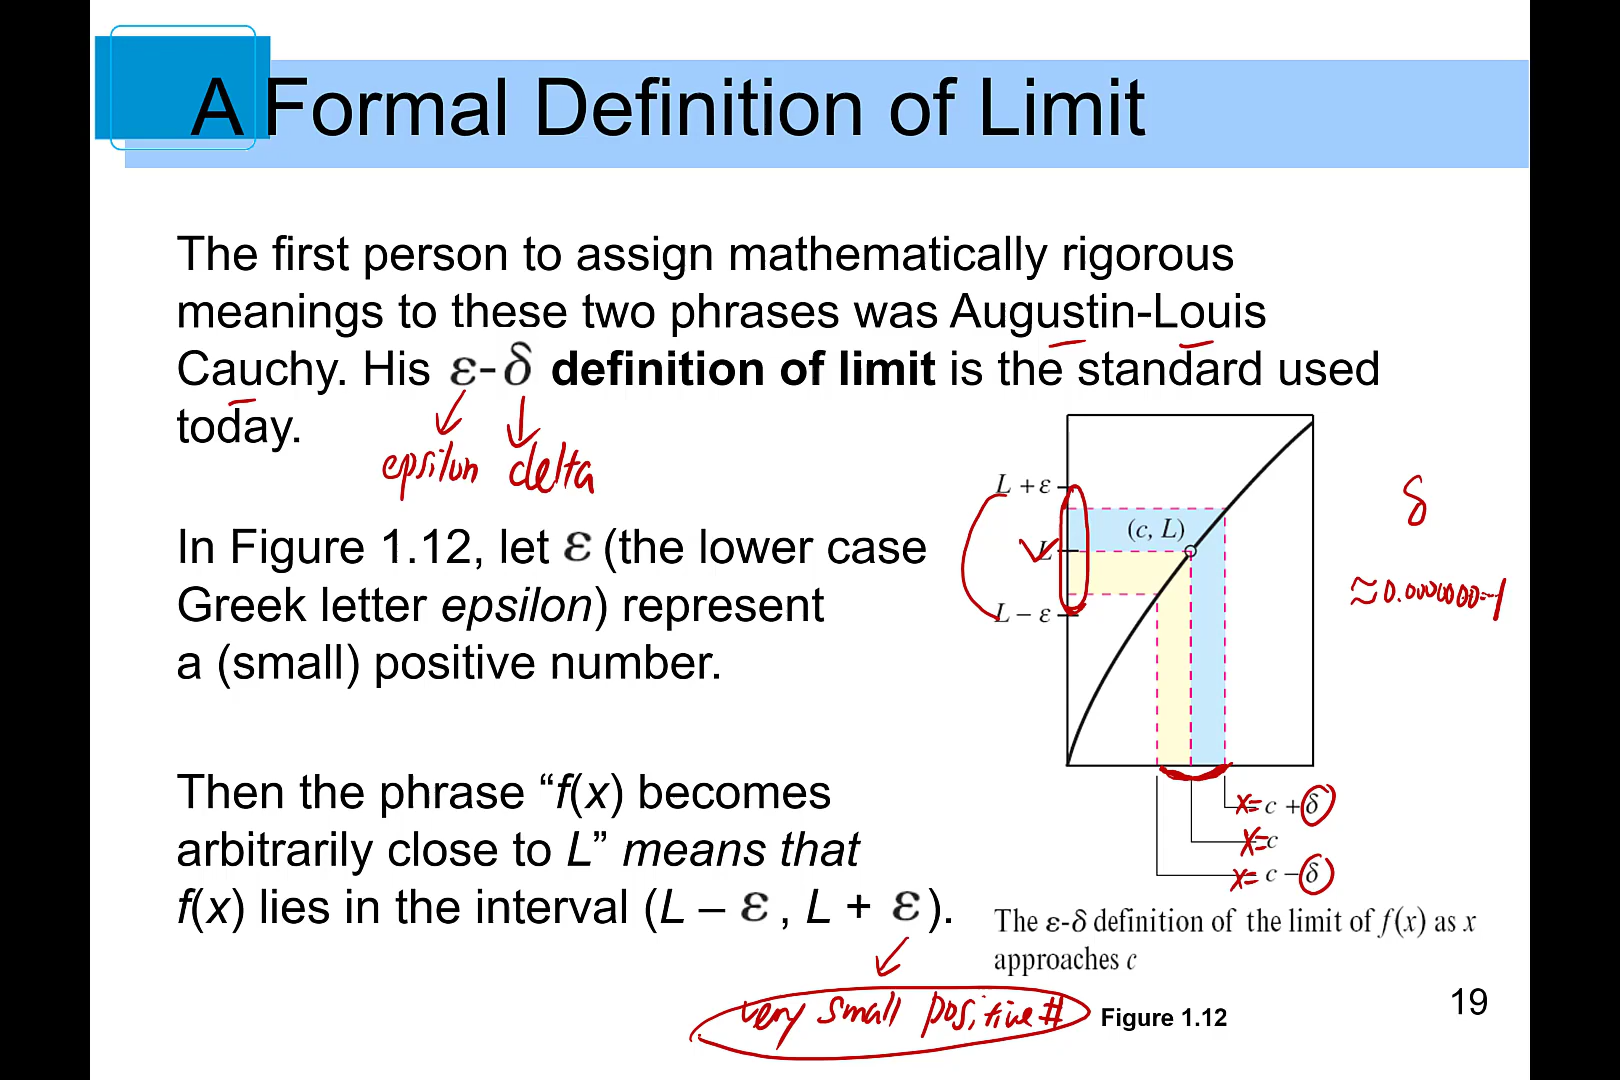 A Formal Definition of Limit
The first person to assign mathematically rigorous
meanings to these two phrases was Augustin-Louis
Cauchy. His ε-δ definition of limit is the standard used
today.
epsilon delta
In Figure 1.12, let ε (the lower case
Greek letter epsilon) represent
a (small) positive number.
Then the phrase “f(x) becomes
arbitrarily close to L” means that
f(x) lies in the interval (L – ε , L + ε ).
very small positive #
L + ε
(c, L)
L
L – ε
δ
x= c + δ
x= c
x= c – δ
The ε-δ definition of the limit of f(x) as x
approaches c
Figure 1.12
19